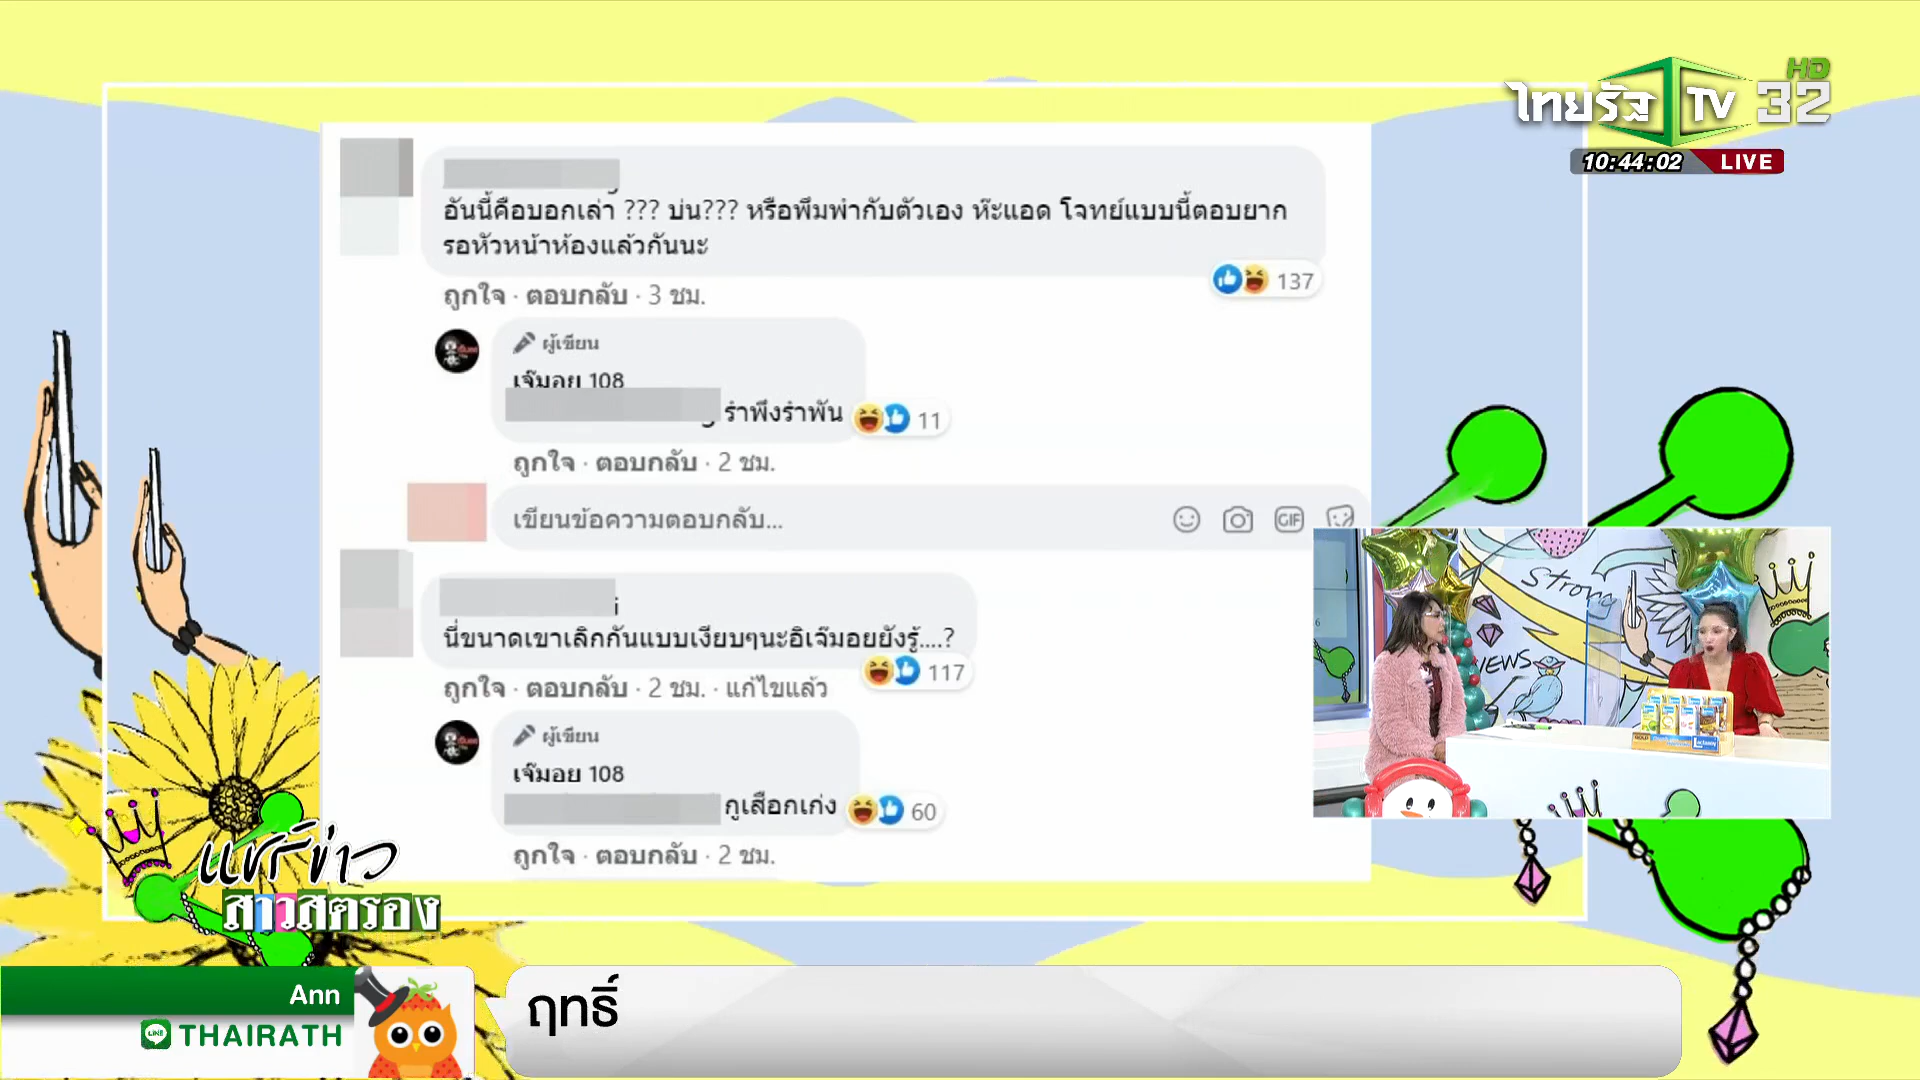 HD
ไทยรัฐ TV 32
10:44:02 LIVE
อันนี้คือบอกเล่า ??? บ่น??? หรือพึมพำกับตัวเอง ห๊ะแอด โจทย์แบบนี้ตอบยาก
รอหัวหน้าห้องแล้วกันนะ
137
ถูกใจ · ตอบกลับ · 3 ชม.
ผู้เขียน
เจ๊มอย 108
รำพึงรำพัน
11
ถูกใจ · ตอบกลับ · 2 ชม.
เขียนข้อความตอบกลับ...
GIF
นี่ขนาดเขาเลิกกันแบบเงียบๆนะอิเจ๊มอยยังรู้....?
117
ถูกใจ · ตอบกลับ · 2 ชม. · แก้ไขแล้ว
ผู้เขียน
เจ๊มอย 108
กูเสือกเก่ง
60
ถูกใจ · ตอบกลับ · 2 ชม.
Strong
NEWS
แชร์ข่าว
สาวสตรอง
Ann
LINE THAIRATH
ฤทธิ์